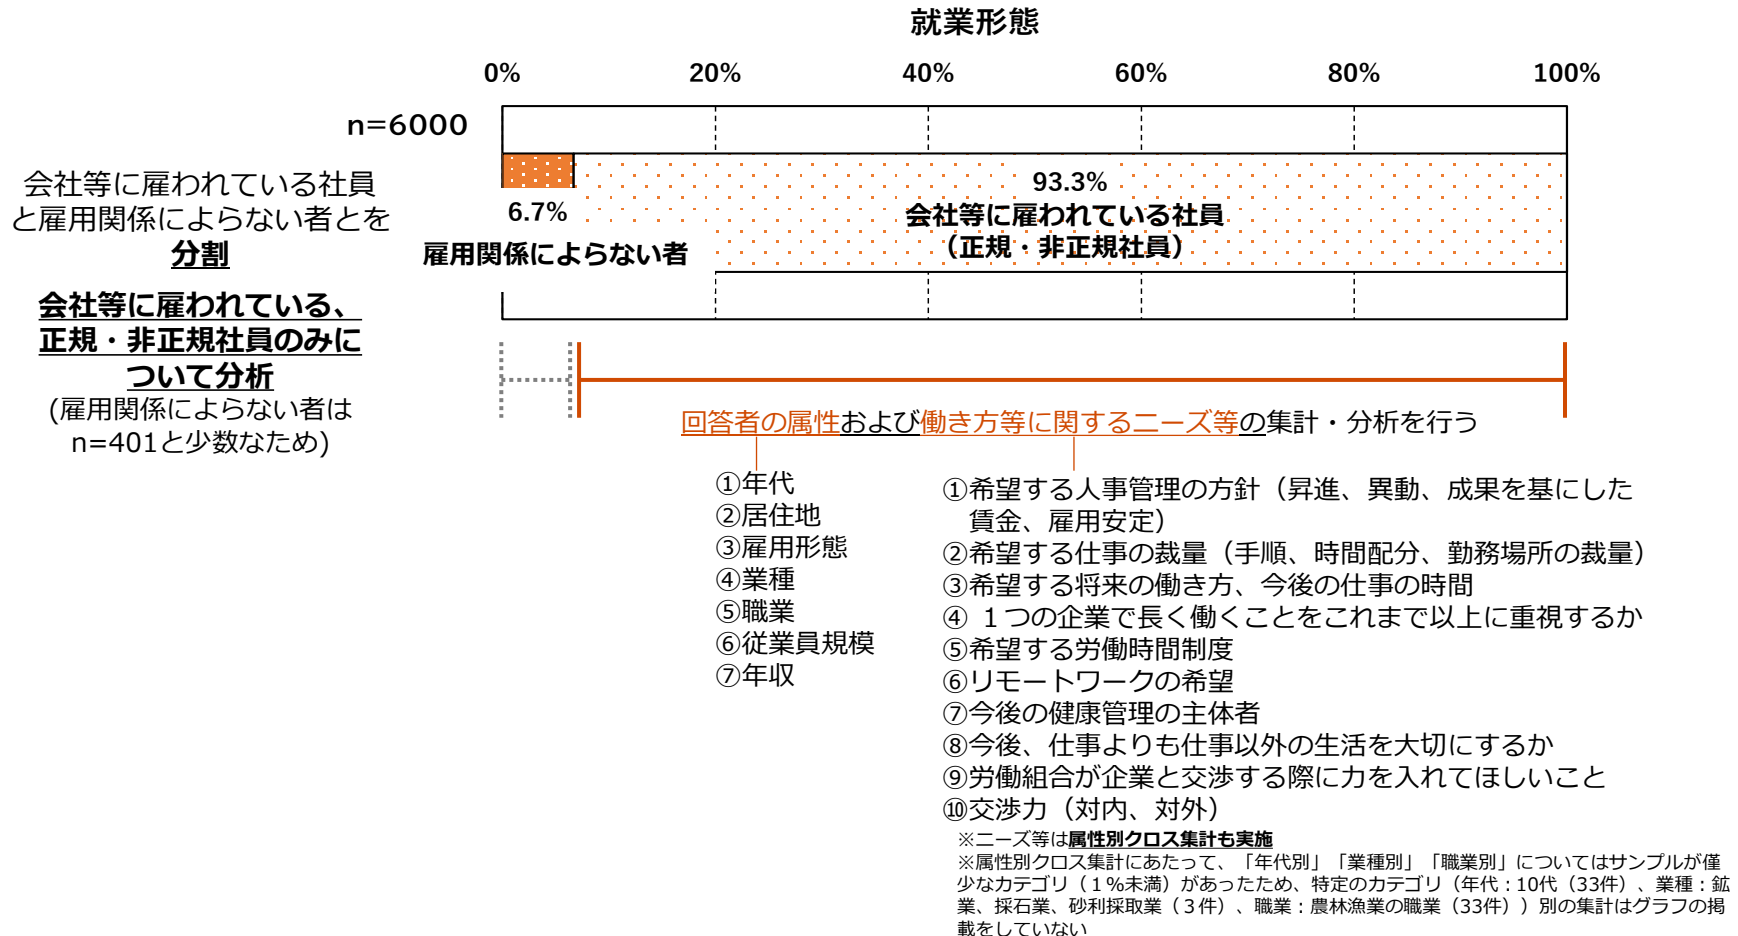 就業形態
0%
20%
40%
60%
80%
100%
n=6000
93.3%
会社等に雇われている社員
（正規・非正規社員）
6.7%
雇用関係によらない者
会社等に雇われている社員
と雇用関係によらない者とを
分割
会社等に雇われている、
正規・非正規社員のみに
ついて分析
(雇用関係によらない者は
n=401と少数なため)
回答者の属性および働き方等に関するニーズ等の集計・分析を行う
①年代
②居住地
③雇用形態
④業種
⑤職業
⑥従業員規模
⑦年収
①希望する人事管理の方針（昇進、異動、成果を基にした
賃金、雇用安定）
②希望する仕事の裁量（手順、時間配分、勤務場所の裁量）
③希望する将来の働き方、今後の仕事の時間
④ １つの企業で長く働くことをこれまで以上に重視するか
⑤希望する労働時間制度
⑥リモートワークの希望
⑦今後の健康管理の主体者
⑧今後、仕事よりも仕事以外の生活を大切にするか
⑨労働組合が企業と交渉する際に力を入れてほしいこと
⑩交渉力（対内、対外）
※ニーズ等は属性別クロス集計も実施
※属性別クロス集計にあたって、「年代別」「業種別」「職業別」についてはサンプルが僅
少なカテゴリ（１%未満）があったため、特定のカテゴリ（年代：10代（33件）、業種：鉱
業、採石業、砂利採取業（３件）、職業：農林漁業の職業（33件））別の集計はグラフの掲
載をしていない